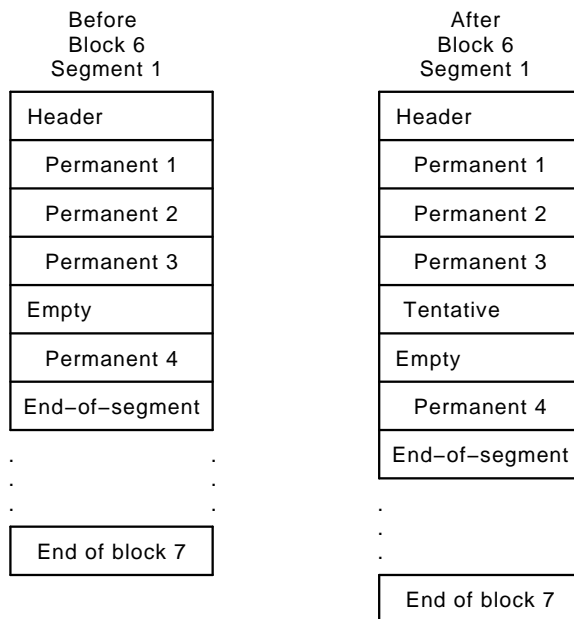 Before
Block 6
Segment 1
Header
Permanent 1
Permanent 2
Permanent 3
Empty
Permanent 4
End−of−segment
.
.
.
.
.
.
End of block 7
After
Block 6
Segment 1
Header
Permanent 1
Permanent 2
Permanent 3
Tentative
Empty
Permanent 4
End−of−segment
.
.
.
End of block 7